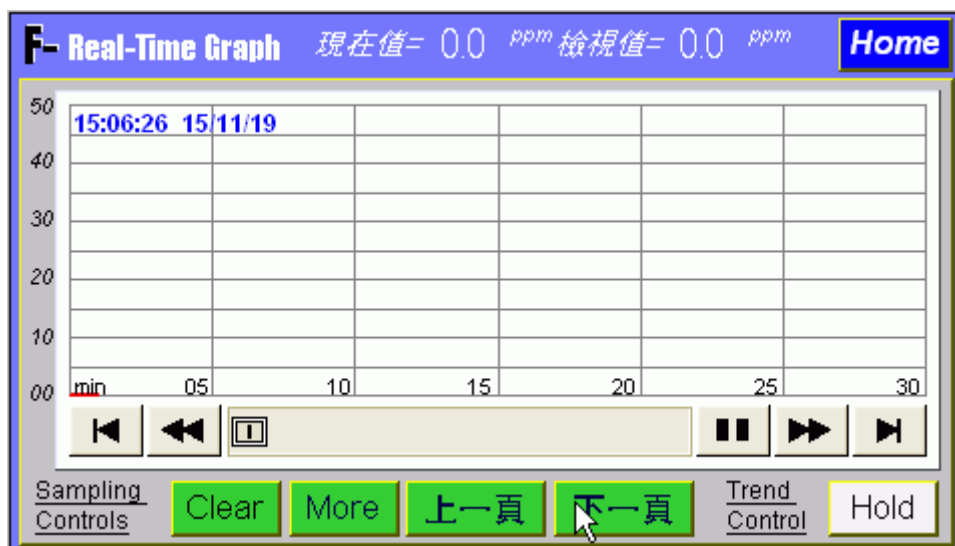 F- Real-Time Graph 現在值= 0.0 ppm 檢視值= 0.0 ppm Home
50
15:06:26 15/11/19
40
30
20
10
00 min 05 10 15 20 25 30
Sampling Controls Clear More 上一頁 下一頁 Trend Control Hold